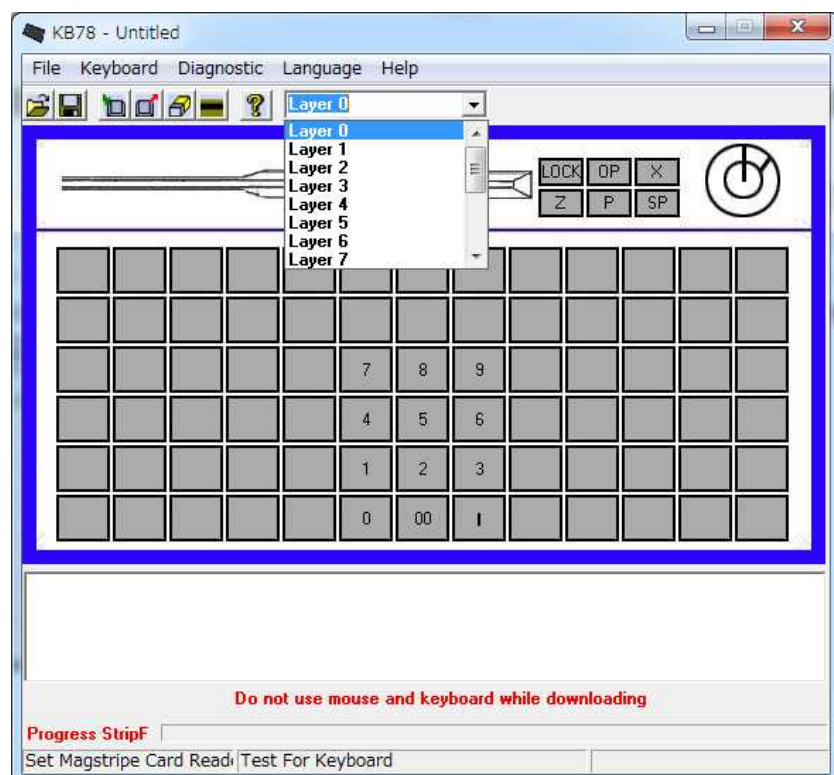 KB78 - Untitled
File Keyboard Diagnostic Language Help
Layer 0
Layer 0
Layer 1
Layer 2
Layer 3
Layer 4
Layer 5
Layer 6
Layer 7
LOCK OP X
Z P SP
7 8 9
4 5 6
1 2 3
0 00 .
Do not use mouse and keyboard while downloading
Progress StripF
Set Magstripe Card Read Test For Keyboard